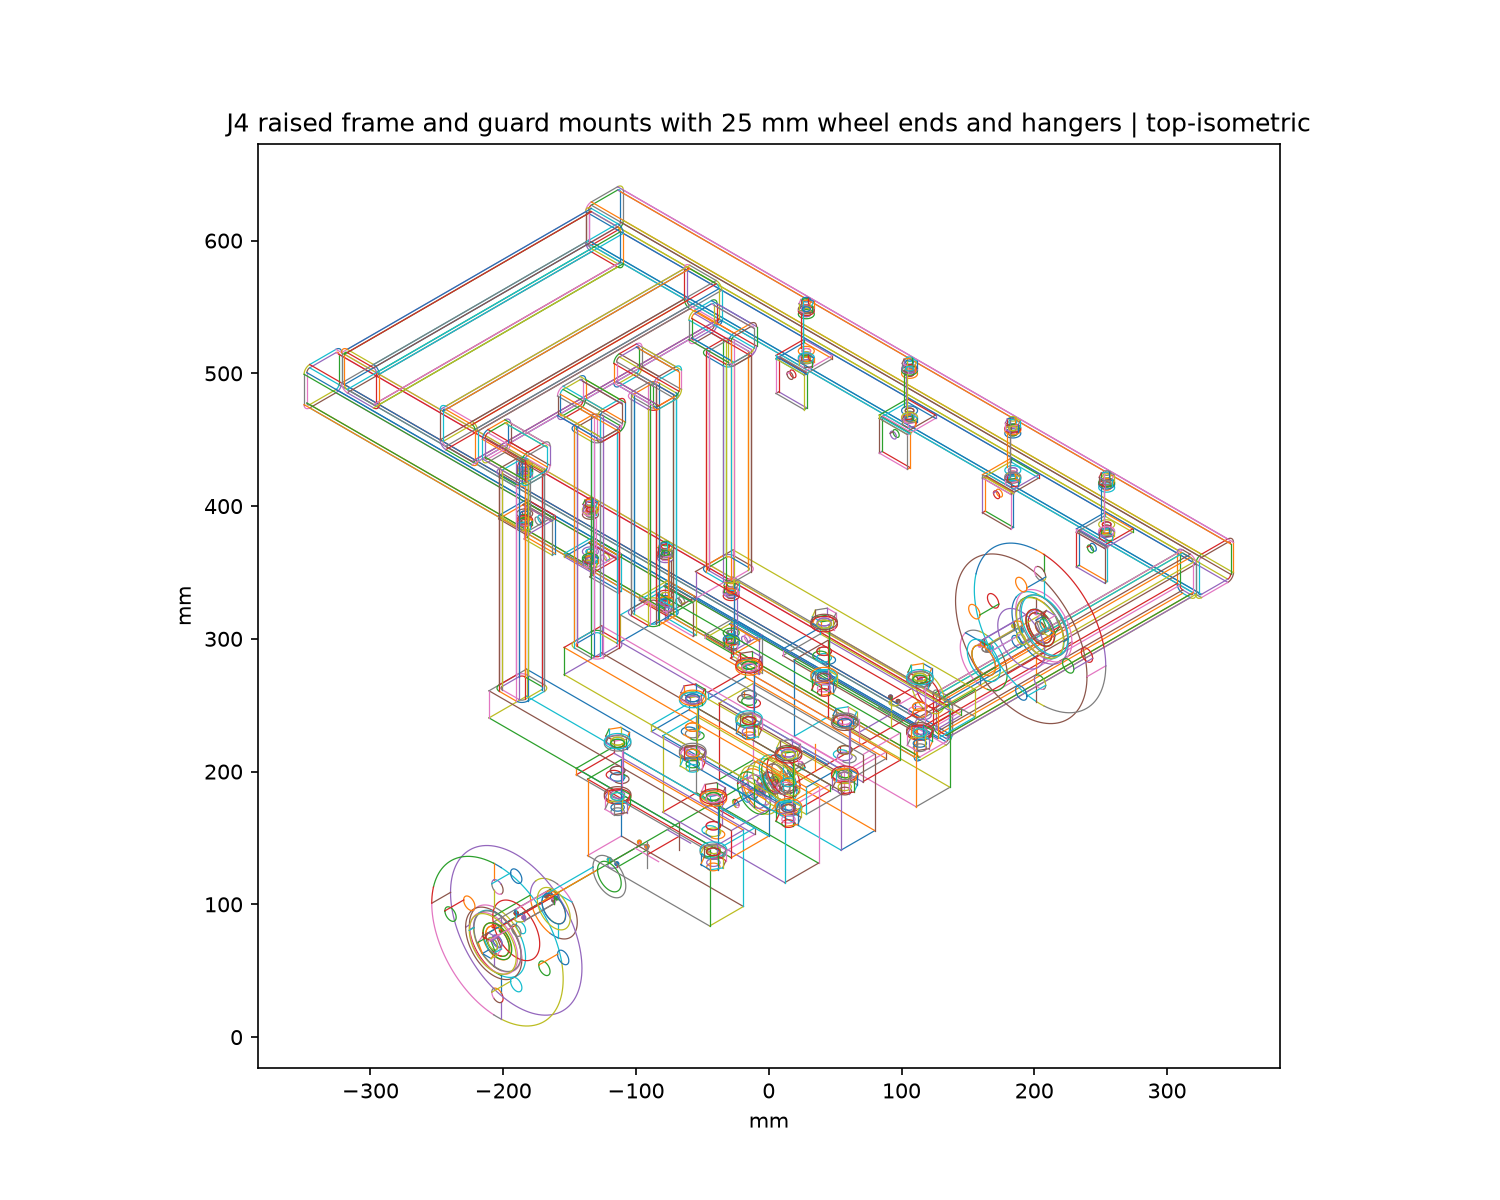 J4 raised frame and guard mounts with 25 mm wheel ends and hangers | top-isometric
600
500
400
300
200
100
0
mm
−300 −200 −100 0 100 200 300
mm